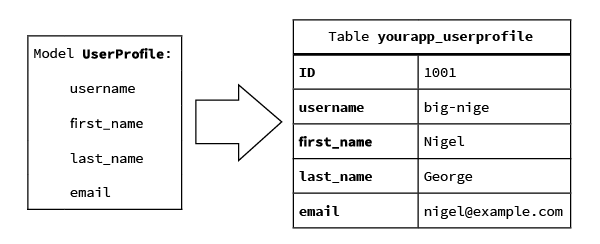 Model UserProfile:
username
first_name
last_name
email
Table yourapp_userprofile
ID 1001
username big-nige
first_name Nigel
last_name George
email nigel@example.com